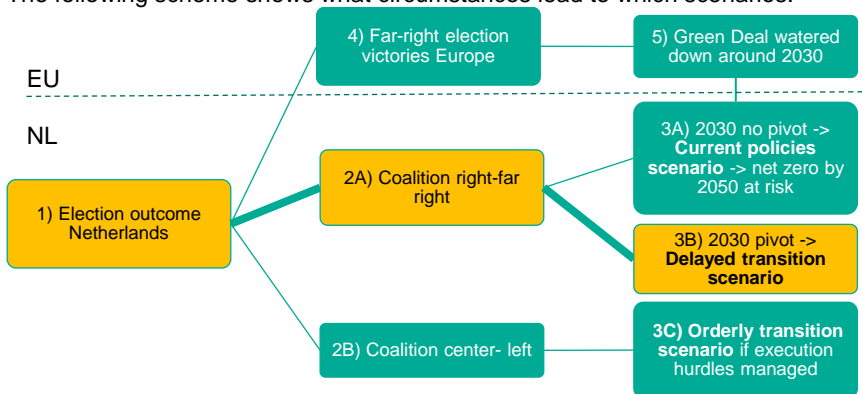 The following scheme shows what circumstances lead to which scenarios:
4) Far-right election
victories Europe
5) Green Deal watered
down around 2030
EU
NL
3A) 2030 no pivot ->
Current policies
scenario -> net zero by
2050 at risk
2A) Coalition right-far
right
1) Election outcome
Netherlands
3B) 2030 pivot ->
Delayed transition
scenario
2B) Coalition center- left
3C) Orderly transition
scenario if execution
hurdles managed